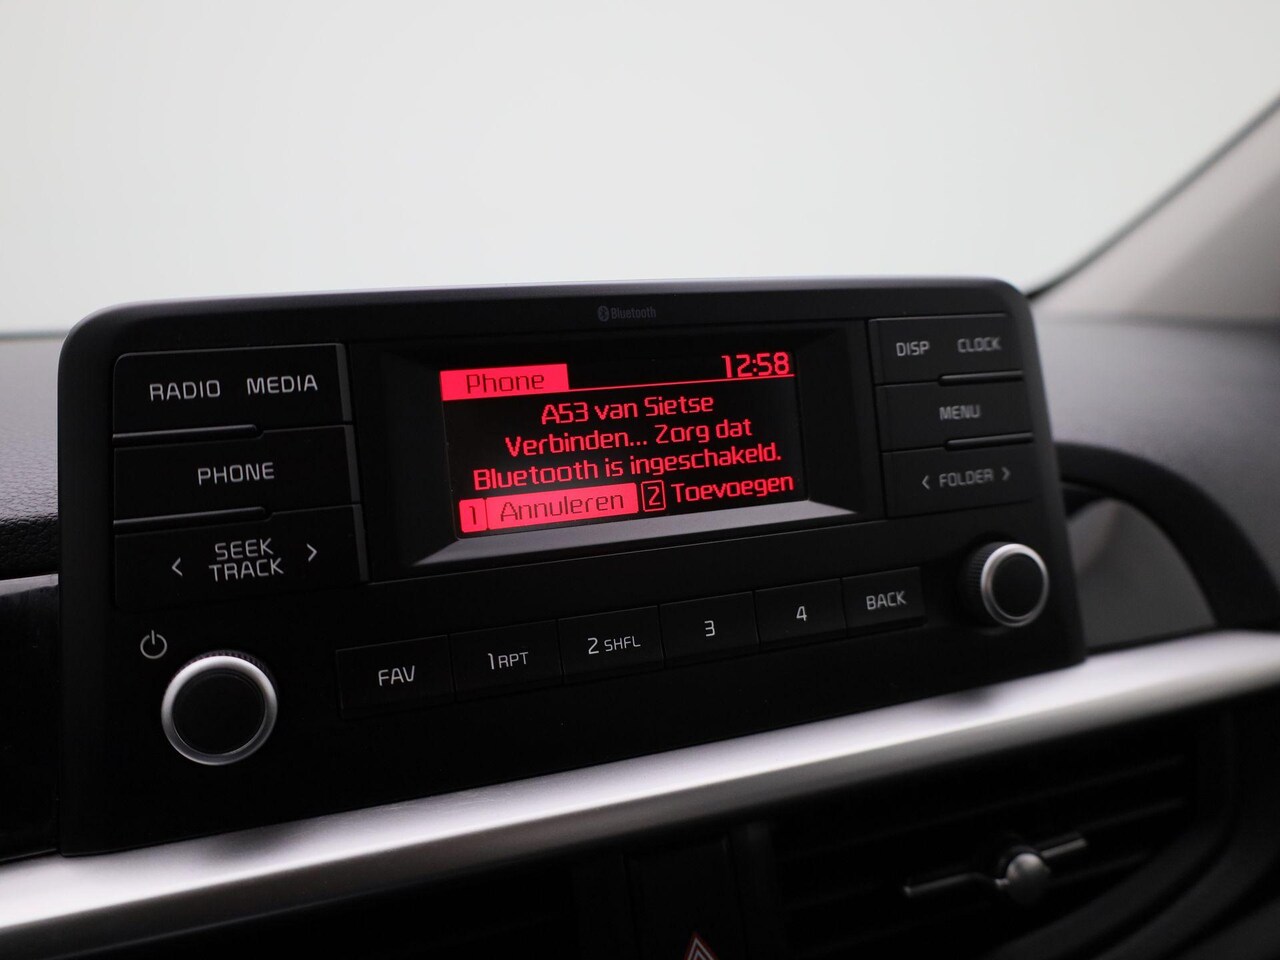 Bluetooth
RADIO MEDIA
PHONE
< SEEK TRACK >
Phone 12:58
A53 van Sietse
Verbinden... Zorg dat
Bluetooth is ingeschakeld.
1 Annuleren 2 Toevoegen
DISP CLOCK
MENU
< FOLDER >
FAV 1 RPT 2 SHFL 3 4 BACK